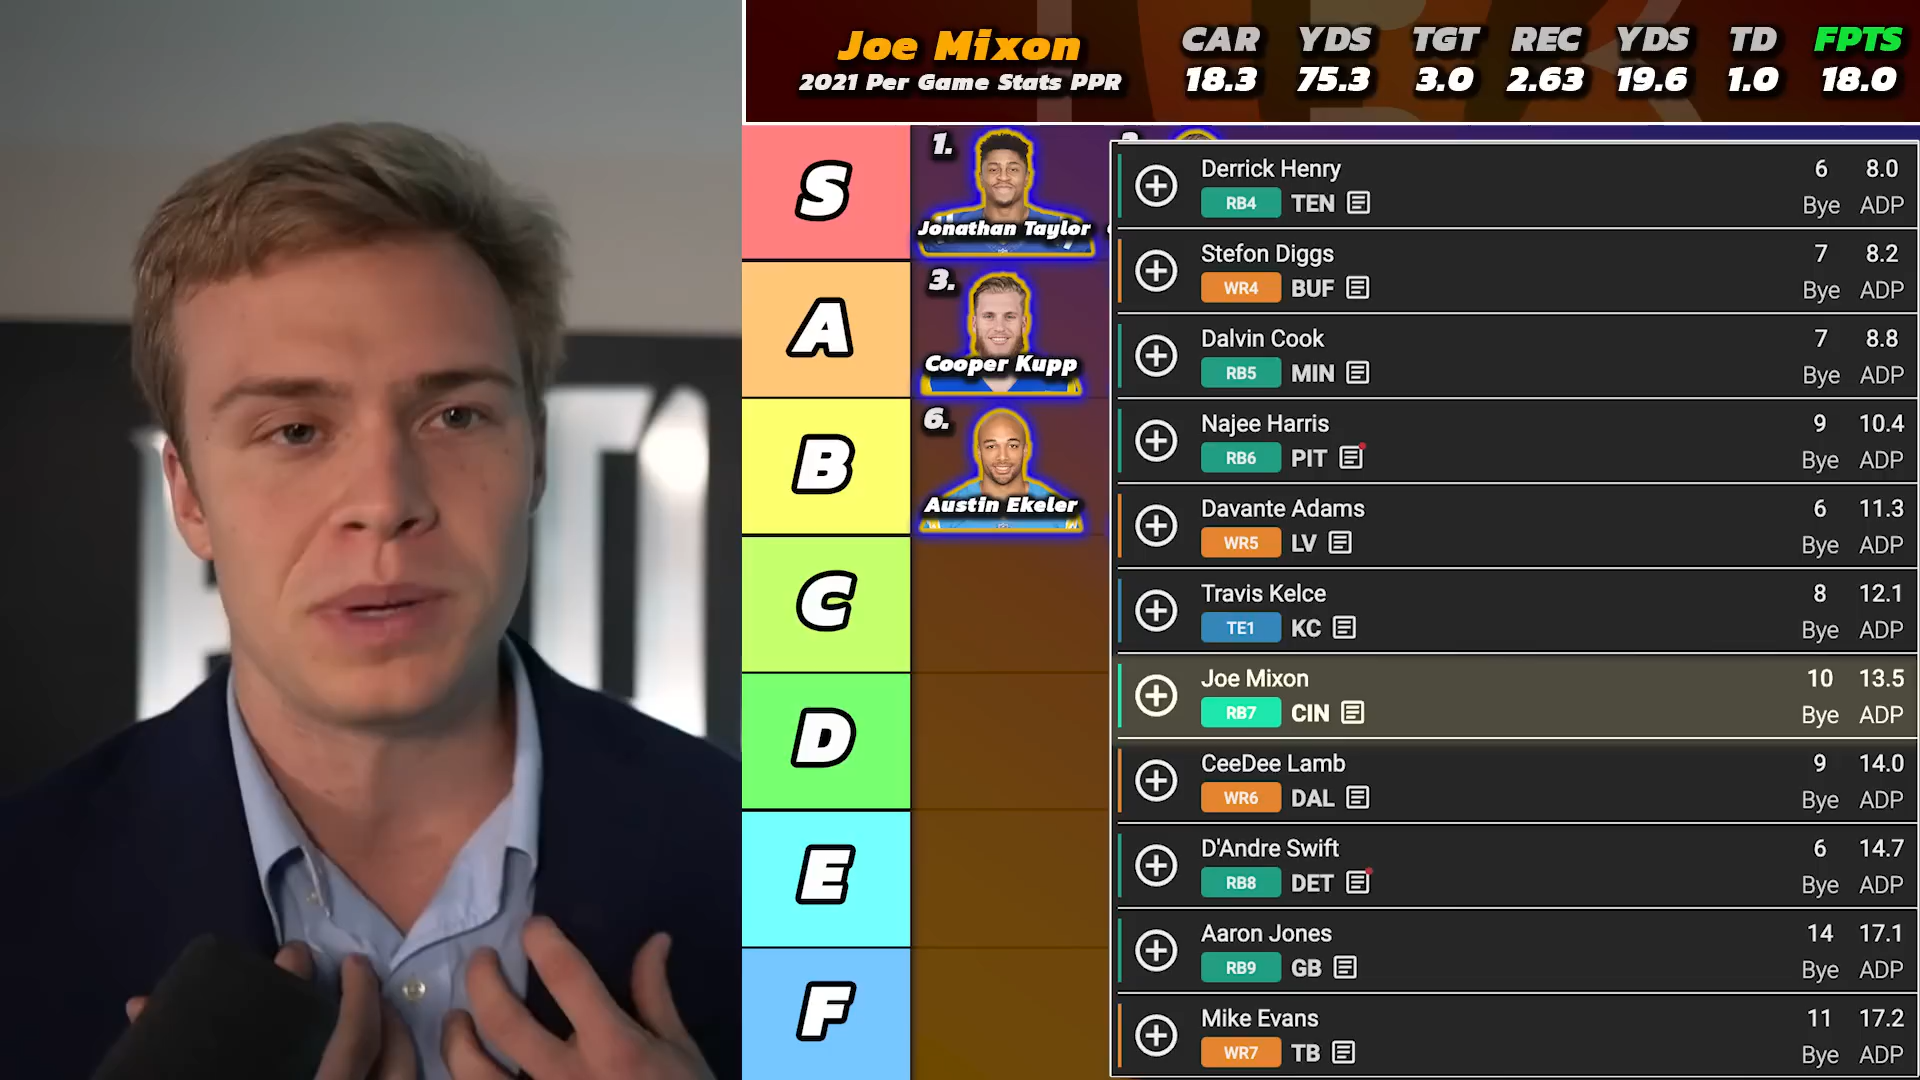 Joe Mixon
2021 Per Game Stats PPR
CAR YDS TGT REC YDS TD FPTS
18.3 75.3 3.0 2.63 19.6 1.0 18.0
S
1.
Jonathan Taylor
A
3.
Cooper Kupp
B
6.
Austin Ekeler
C
D
E
F
Derrick Henry 6 8.0
RB4 TEN Bye ADP
Stefon Diggs 7 8.2
WR4 BUF Bye ADP
Dalvin Cook 7 8.8
RB5 MIN Bye ADP
Najee Harris 9 10.4
RB6 PIT Bye ADP
Davante Adams 6 11.3
WR5 LV Bye ADP
Travis Kelce 8 12.1
TE1 KC Bye ADP
Joe Mixon 10 13.5
RB7 CIN Bye ADP
CeeDee Lamb 9 14.0
WR6 DAL Bye ADP
D'Andre Swift 6 14.7
RB8 DET Bye ADP
Aaron Jones 14 17.1
RB9 GB Bye ADP
Mike Evans 11 17.2
WR7 TB Bye ADP